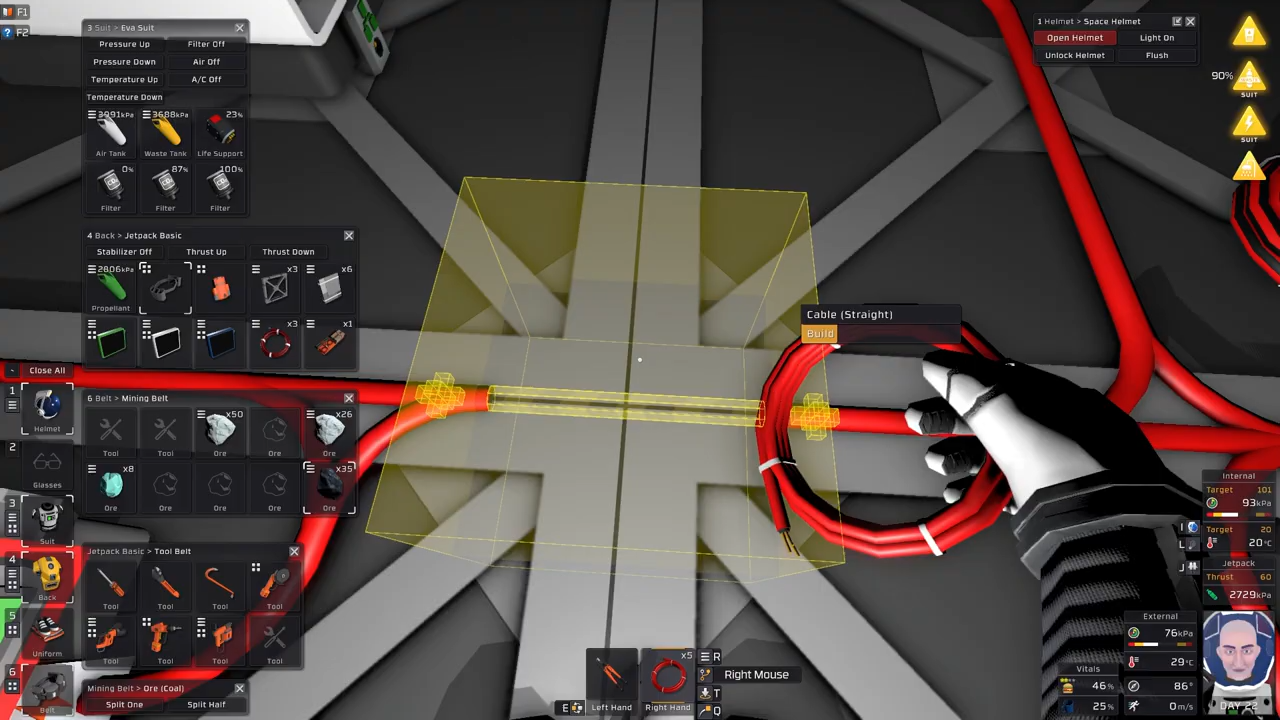 F1
F2
3 Suit > Eva Suit
Pressure Up
Filter Off
Pressure Down
Air Off
Temperature Up
A/C Off
Temperature Down
3991kPa
3688kPa
23%
Air Tank
Waste Tank
Life Support
0%
87%
100%
Filter
Filter
Filter
4 Back > Jetpack Basic
Stabilizer Off
Thrust Up
Thrust Down
2806kPa
x3
x6
Propellant
x3
x1
Close All
6 Belt > Mining Belt
x50
x26
Tool
Tool
Ore
Ore
Ore
x8
x35
Ore
Ore
Ore
Ore
Ore
Jetpack Basic > Tool Belt
Tool
Tool
Tool
Tool
Tool
Tool
Tool
Tool
Mining Belt > Ore (Coal)
Split One
Split Half
1
Helmet
2
Glasses
3
Suit
4
Back
5
Uniform
6
Belt
1 Helmet > Space Helmet
Open Helmet
Light On
Unlock Helmet
Flush
90%
SUIT
SUIT
Cable (Straight)
Build
x5
R
Right Mouse
T
E
Left Hand
Right Hand
Q
Internal
Target 101
93kPa
Target 20
20°C
Jetpack
Thrust 60
2729kPa
I
L
J
External
76kPa
29°C
86°
0m/s
Vitals
46%
25%
DAY 22